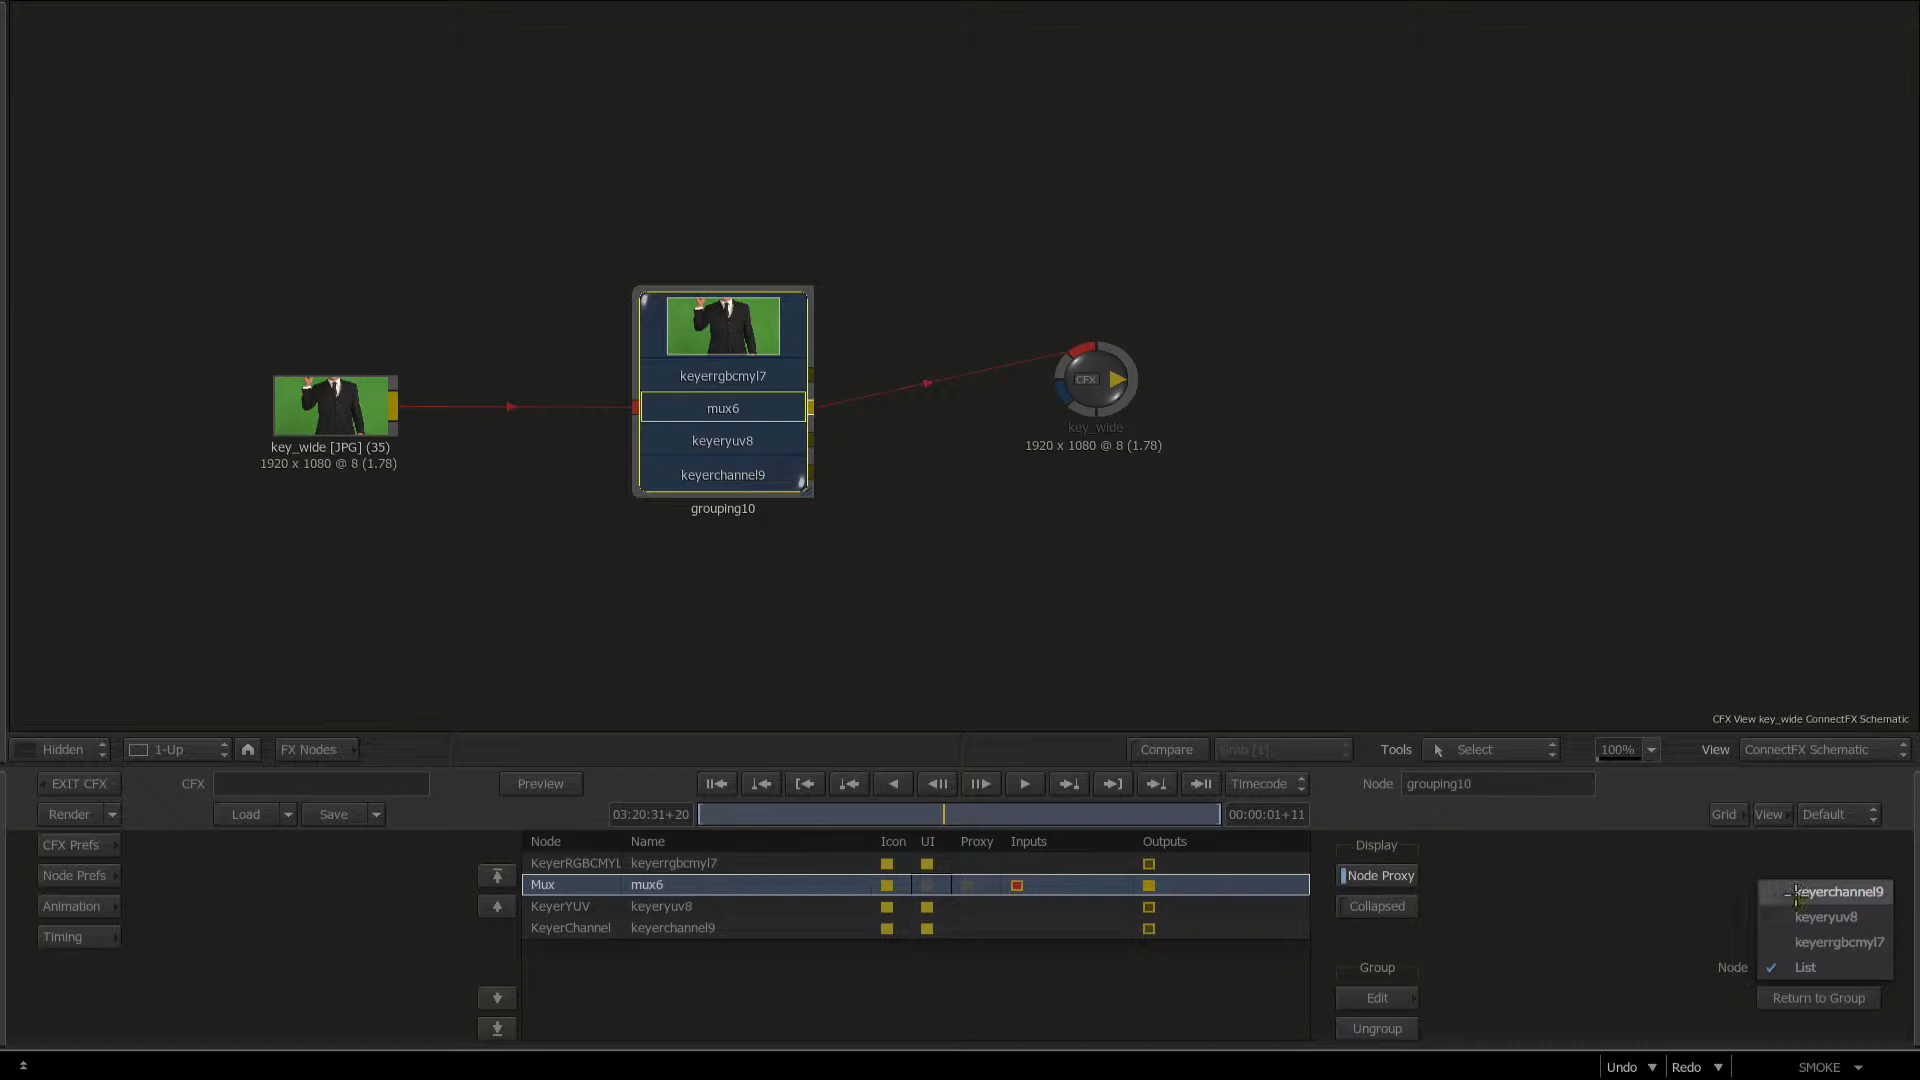 keyerrgbcmyl7
mux6
keyeryuv8
keyerchannel9
grouping10
key_wide [JPG] (35)
1920 x 1080 @ 8 (1.78)
CFX
key_wide
1920 x 1080 @ 8 (1.78)
CFX View key_wide ConnectFX Schematic
Hidden
1-Up
FX Nodes
Compare
Grab [1]
Tools
Select
100%
View
ConnectFX Schematic
EXIT CFX
CFX
Preview
Timecode
Node
grouping10
Render
Load
Save
03:20:31+20
00:00:01+11
Grid
View
Default
CFX Prefs
Node Prefs
Animation
Timing
Node Name Icon UI Proxy Inputs Outputs
KeyerRGBCMYL keyerrgbcmyl7
Mux mux6
KeyerYUV keyeryuv8
KeyerChannel keyerchannel9
Display
Node Proxy
Collapsed
Group
Edit
Ungroup
keyerchannel9
keyeryuv8
keyerrgbcmyl7
Node
List
Return to Group
Undo
Redo
SMOKE